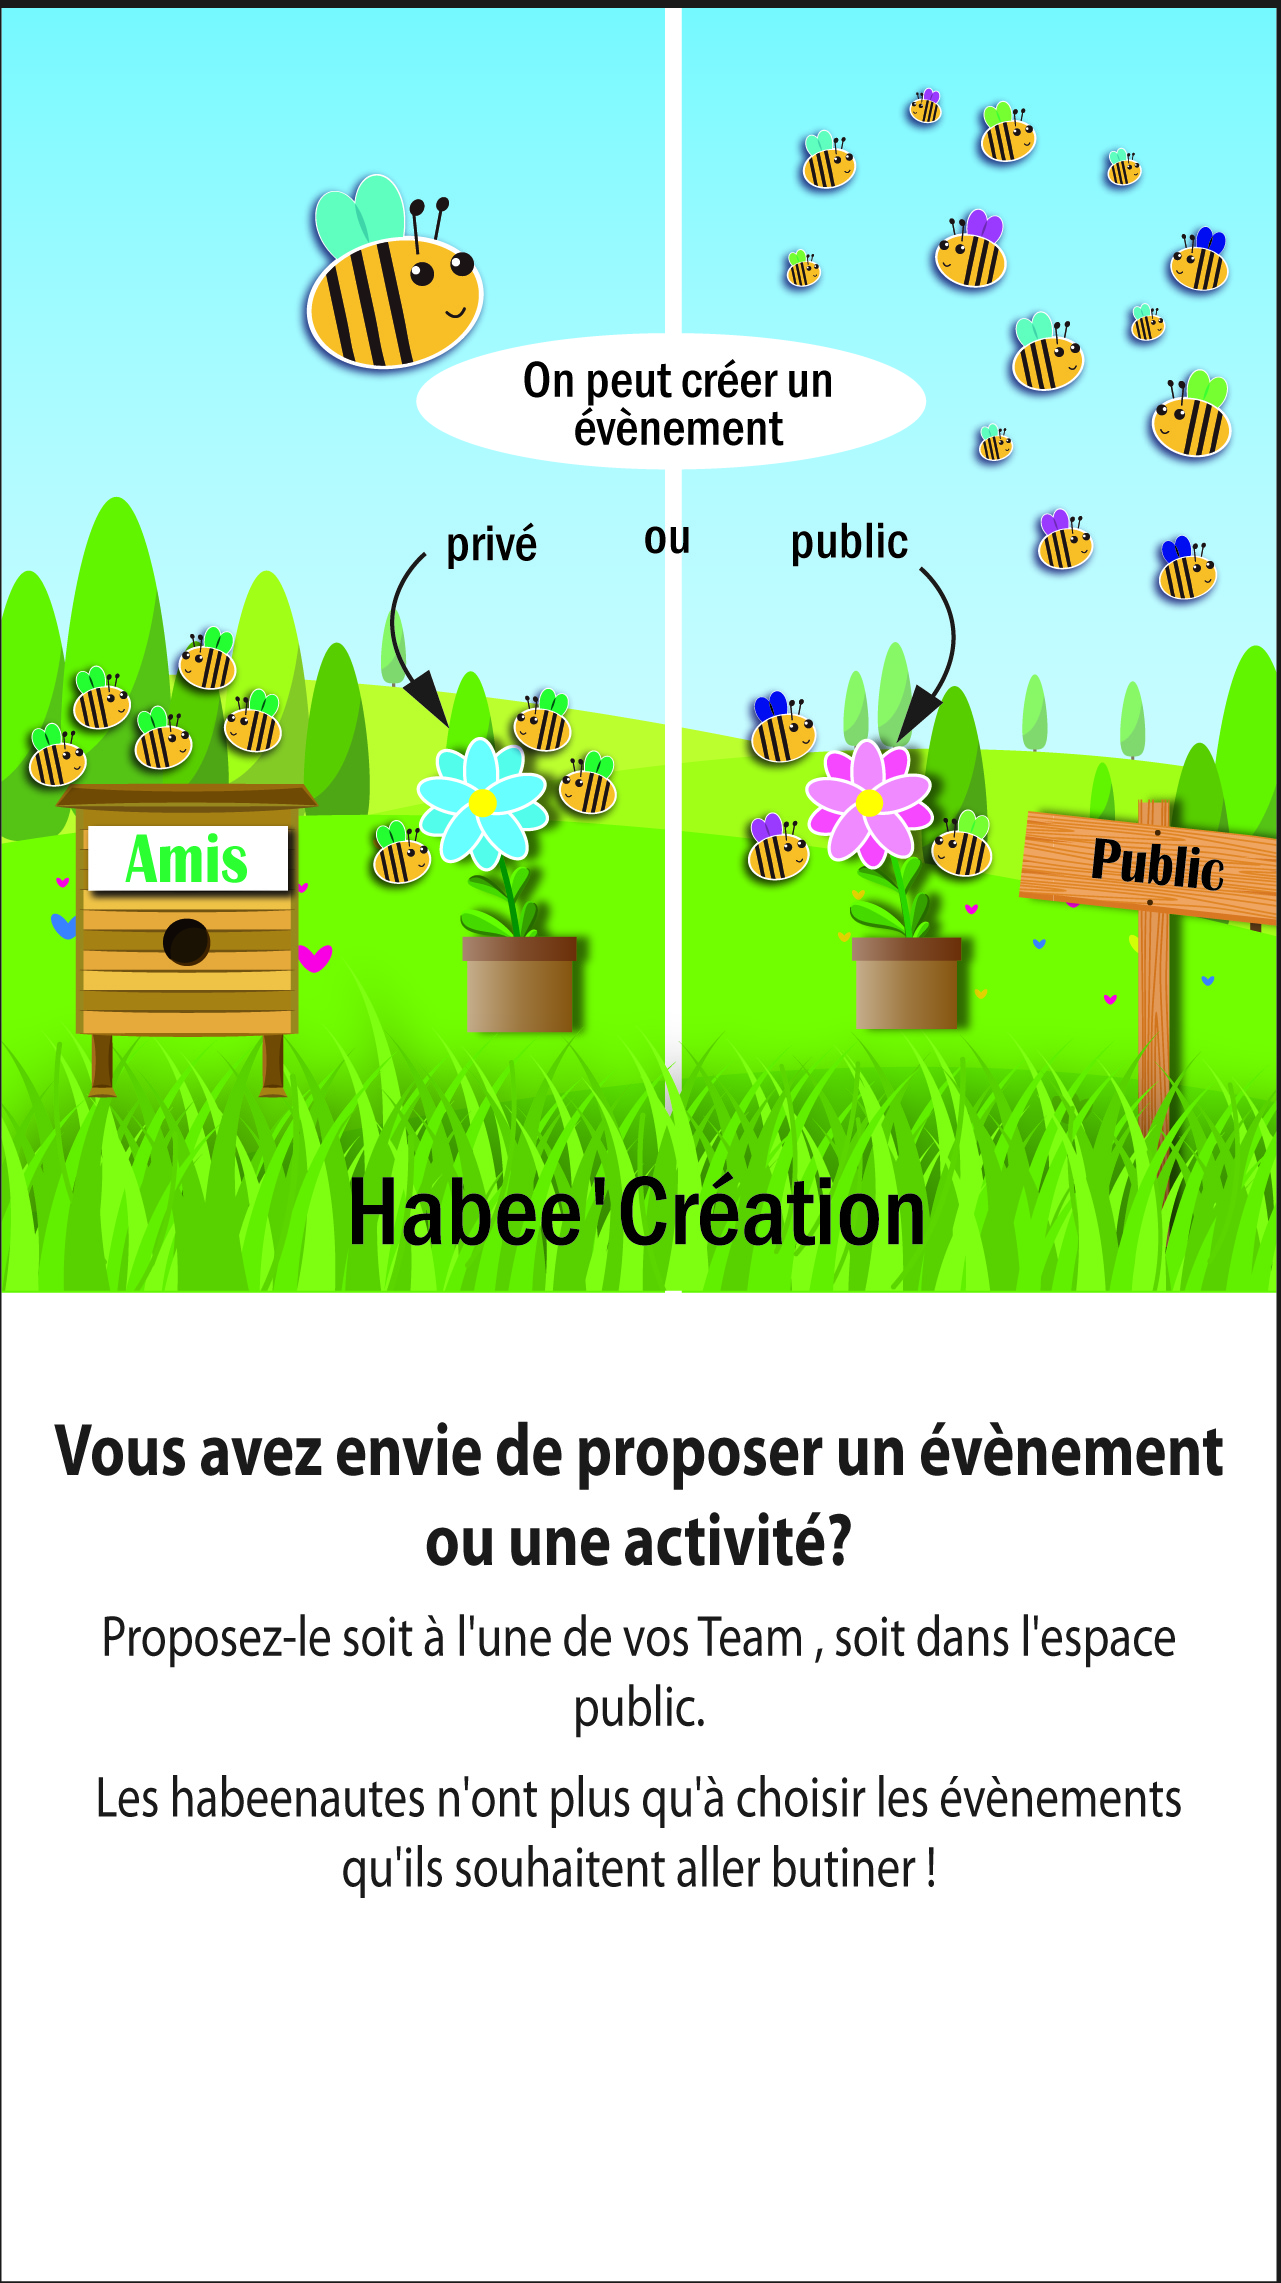 On peut créer un
évènement
privé ou public
Amis
Public
Habee'Création
Vous avez envie de proposer un évènement
ou une activité?
Proposez-le soit à l'une de vos Team , soit dans l'espace
public.
Les habeenautes n'ont plus qu'à choisir les évènements
qu'ils souhaitent aller butiner !